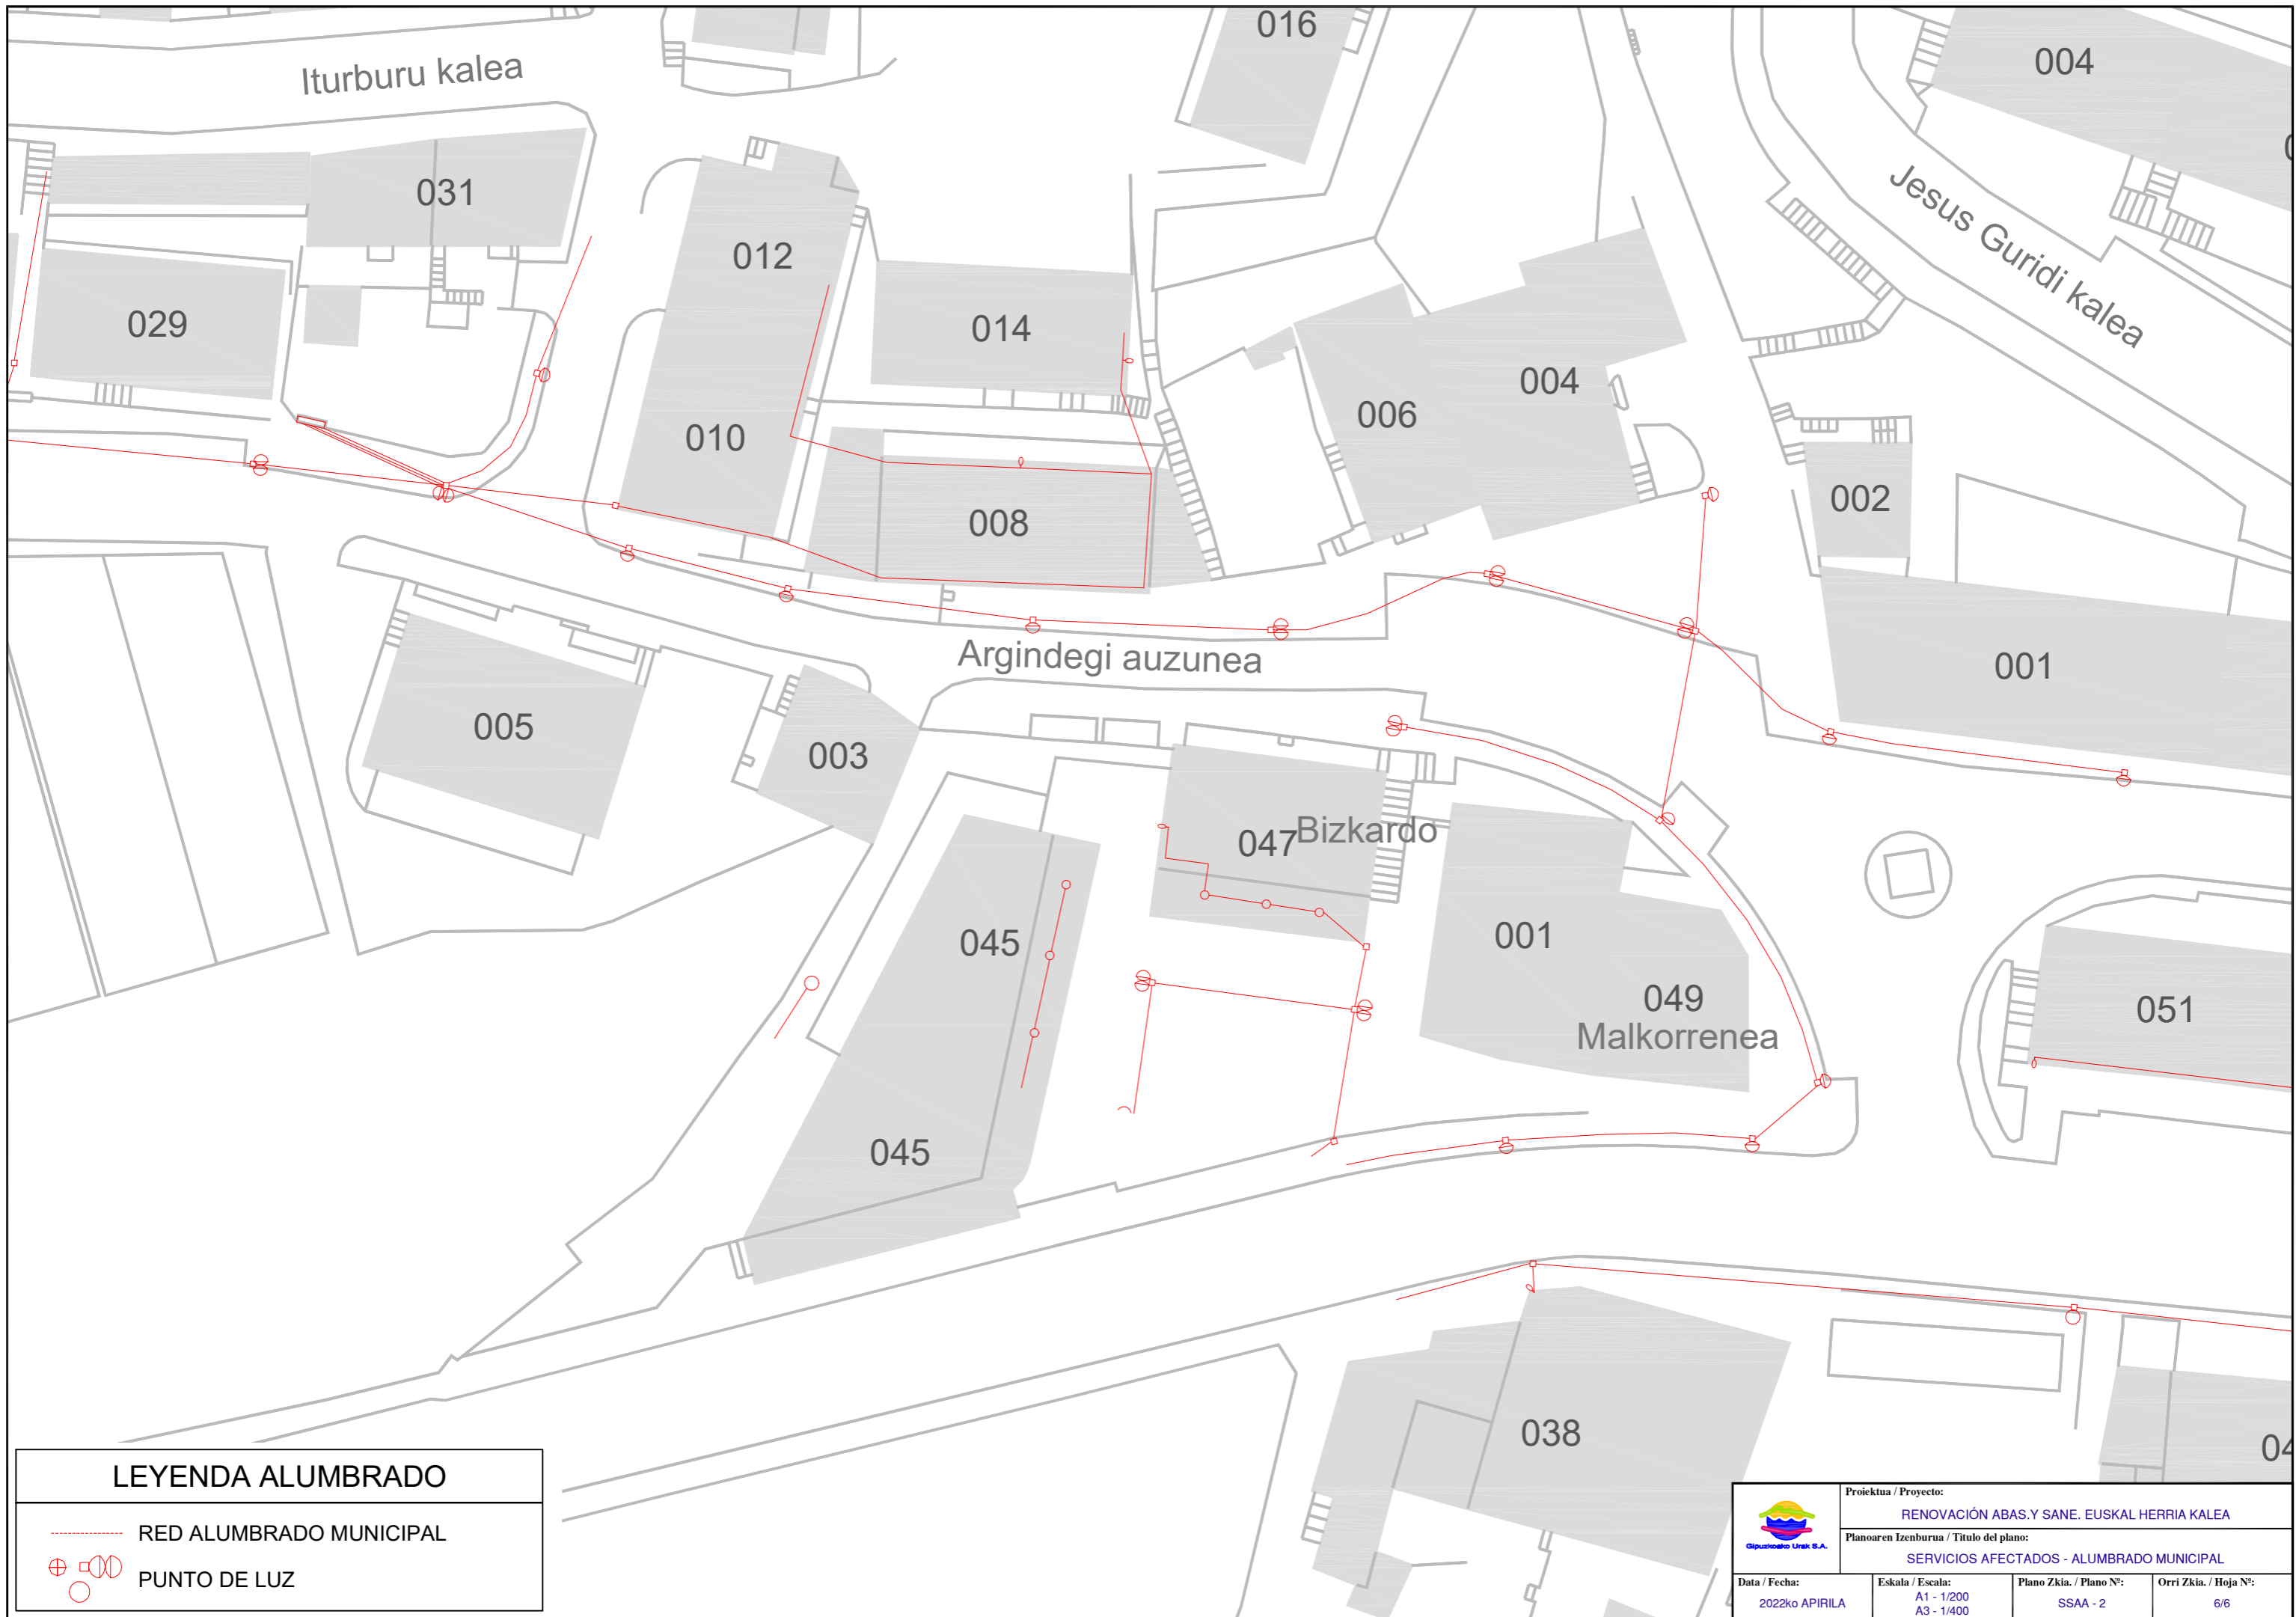 016
004
Iturburu kalea
031
Jesus Guridi kalea
012
029
014
004
006
010
002
008
Argindegi auzunea
001
005
003
047
Bizkardo
045
001
049
051
Malkorrenea
045
038
04
LEYENDA ALUMBRADO
RED ALUMBRADO MUNICIPAL
PUNTO DE LUZ
Gipuzkoako Urak S.A.
Proiektua / Proyecto:
RENOVACIÓN ABAS.Y SANE. EUSKAL HERRIA KALEA
Planoaren Izenburua / Titulo del plano:
SERVICIOS AFECTADOS - ALUMBRADO MUNICIPAL
Data / Fecha:
2022ko APIRILA
Eskala / Escala:
A1 - 1/200
A3 - 1/400
Plano Zkia. / Plano Nº:
SSAA - 2
Orri Zkia. / Hoja Nº:
6/6